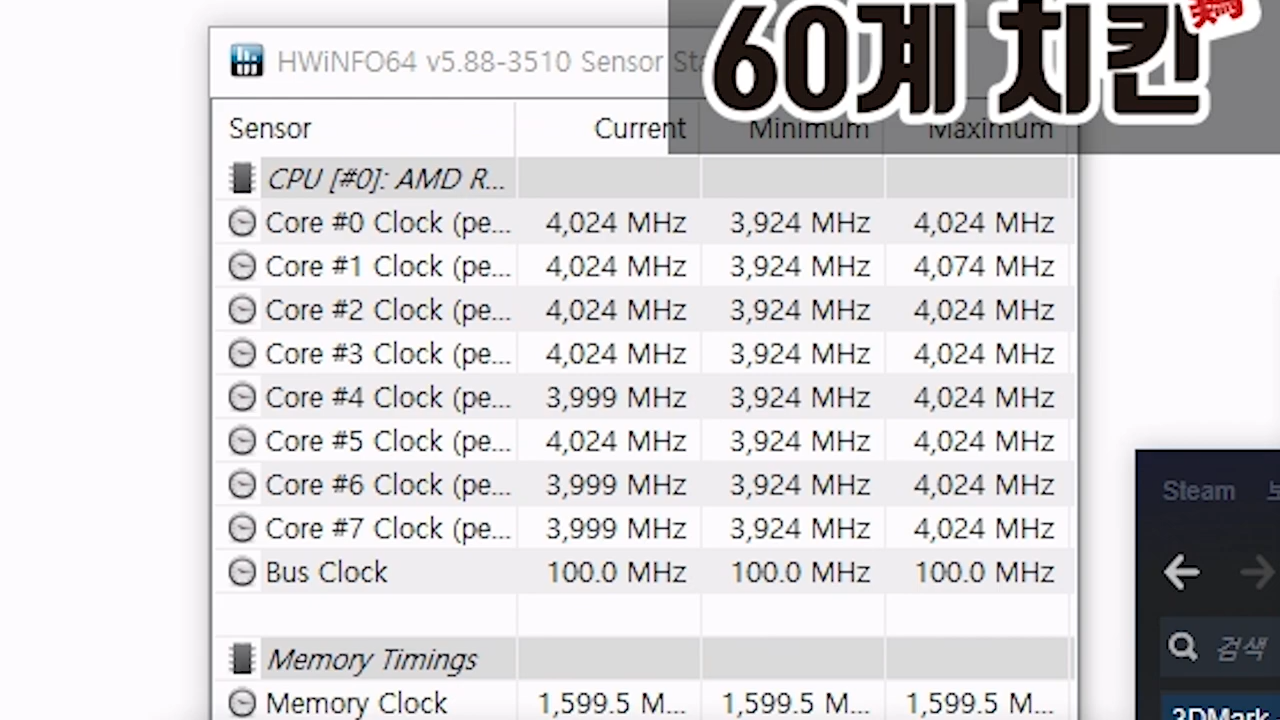 60계 치킨
HWiNFO64 v5.88-3510 Sensor Sta
Sensor Current Minimum Maximum
CPU [#0]: AMD R...
Core #0 Clock (pe... 4,024 MHz 3,924 MHz 4,024 MHz
Core #1 Clock (pe... 4,024 MHz 3,924 MHz 4,074 MHz
Core #2 Clock (pe... 4,024 MHz 3,924 MHz 4,024 MHz
Core #3 Clock (pe... 4,024 MHz 3,924 MHz 4,024 MHz
Core #4 Clock (pe... 3,999 MHz 3,924 MHz 4,024 MHz
Core #5 Clock (pe... 4,024 MHz 3,924 MHz 4,024 MHz
Core #6 Clock (pe... 3,999 MHz 3,924 MHz 4,024 MHz
Core #7 Clock (pe... 3,999 MHz 3,924 MHz 4,024 MHz
Bus Clock 100.0 MHz 100.0 MHz 100.0 MHz
Memory Timings
Memory Clock 1,599.5 M... 1,599.5 M... 1,599.5 M...
Steam
검색
3DMark